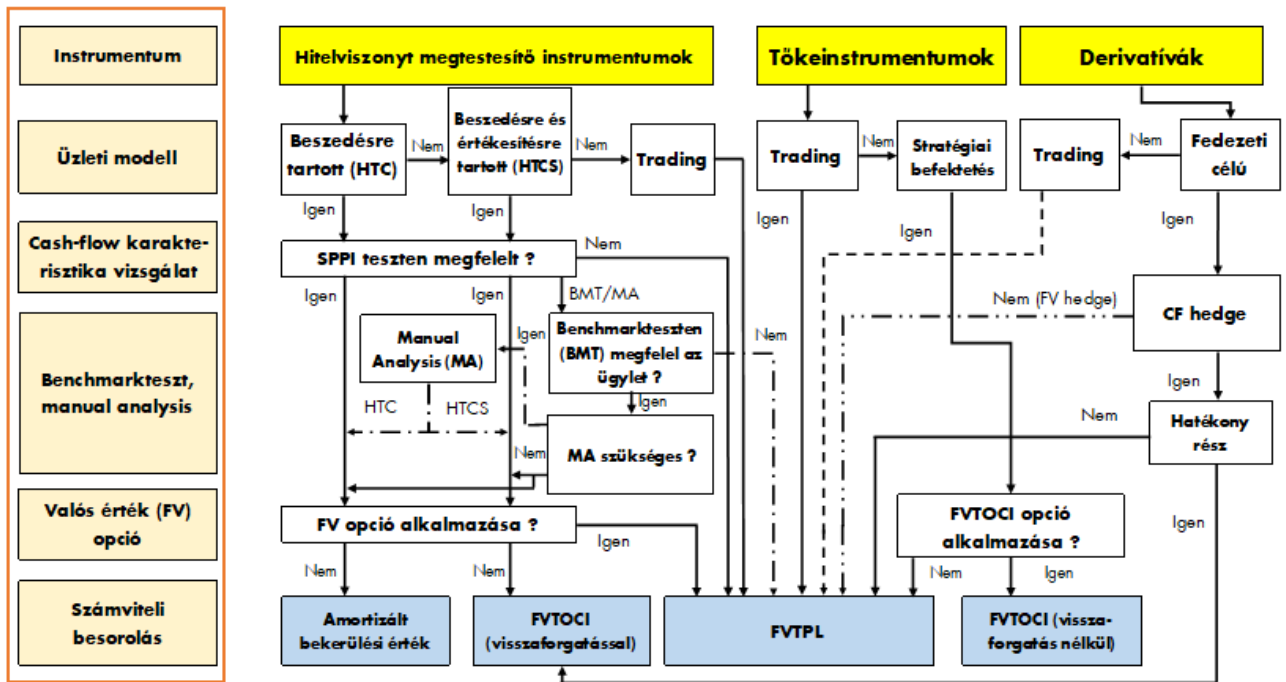 Instrumentum
Üzleti modell
Cash-flow karakte-
risztika vizsgálat
Benchmarkteszt,
manual analysis
Valós érték (FV)
opció
Számviteli
besorolás
Hitelviszonyt megtestesítő instrumentumok
Tőkeinstrumentumok
Derivatívák
Beszedésre
tartott (HTC)
Nem
Beszedésre és
értékesítésre
tartott (HTCS)
Nem
Trading
Trading
Nem
Stratégiai
befektetés
Trading
Nem
Fedezeti
célú
Igen
Igen
Igen
Igen
Igen
SPPI teszten megfelelt ?
Nem
Igen
Igen
BMT/MA
Nem (FV hedge)
CF hedge
Manual
Analysis (MA)
Igen
Benchmarkteszten
(BMT) megfelel az
ügylet ?
Nem
Igen
Igen
HTC
HTCS
Nem
MA szükséges ?
Nem
Hatékony
rész
FV opció alkalmazása ?
Igen
FVTOCI opció
alkalmazása ?
Igen
Nem
Nem
Nem
Igen
Amortizált
bekerülési érték
FVTOCI
(visszaforgatással)
FVTPL
FVTOCI (vissza-
forgatás nélkül)